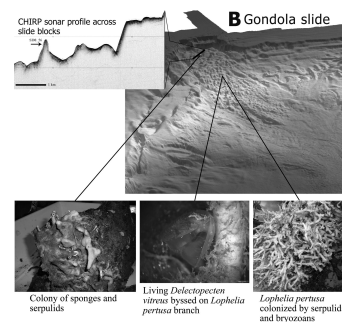 B Gondola slide
CHIRP sonar profile across
slide blocks
Colony of sponges and
serpulids
Living Delectopecten
vitreus byssed on Lophelia
pertusa branch
Lophelia pertusa
colonized by serpulid
and bryozoans